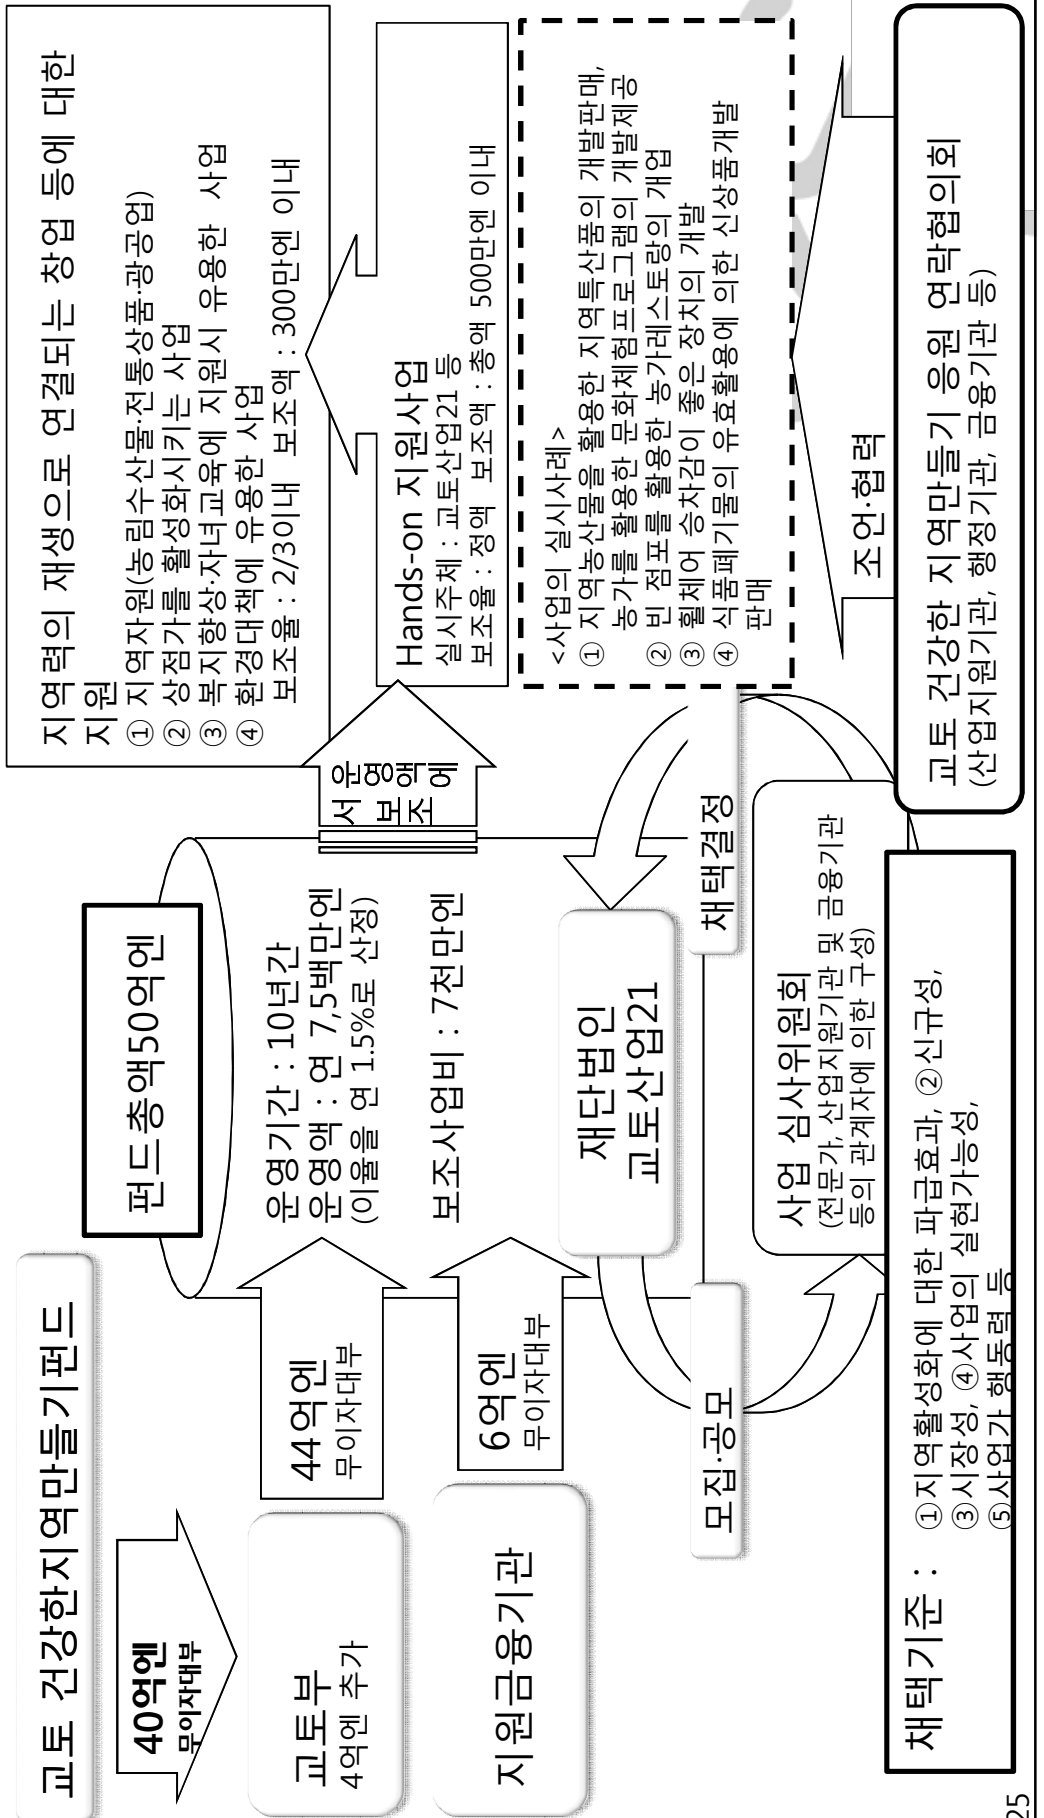 교토 건강한지역만들기펀드
40억엔
무이자대부
교토부
4억엔 추가
지원금융기관
44억엔
무이자대부
6억엔
무이자대부
펀드총액50억엔
운영기간 : 10년간
운영액 : 연 7,5백만엔
(이율을 연 1.5%로 산정)
보조사업비 : 7천만엔
재단법인
교토산업21
모집·공모
채택결정
사업 심사위원회
(전문가, 산업지원기관 및 금융기관
등의 관계자에 의한 구성)
채택기준 :
①지역활성화에 대한 파급효과, ②신규성,
③시장성, ④사업의 실현가능성,
⑤사업가 행동력 등
운영액에
서 보조
지역력의 재생으로 연결되는 창업 등에 대한
지원
① 지역자원(농림수산물·전통상품·광공업)
② 상점가를 활성화시키는 사업
③ 복지향상·자녀교육에 지원시 유용한 사업
④ 환경대책에 유용한 사업
보조율 : 2/3이내 보조액 : 300만엔 이내
Hands-on 지원사업
실시주체 : 교토산업21 등
보조율 : 정액 보조액 : 총액 500만엔 이내
<사업의 실시사례>
① 지역농산물을 활용한 지역특산품의 개발판매,
농가를 활용한 문화체험프로그램의 개발제공
② 빈 점포를 활용한 농가레스토랑의 개업
③ 휠체어 승차감이 좋은 장치의 개발
④ 식품폐기물의 유효활용에 의한 신상품개발
판매
조언·협력
교토 건강한 지역만들기 응원 연락협의회
(산업지원기관, 행정기관, 금융기관 등)
25